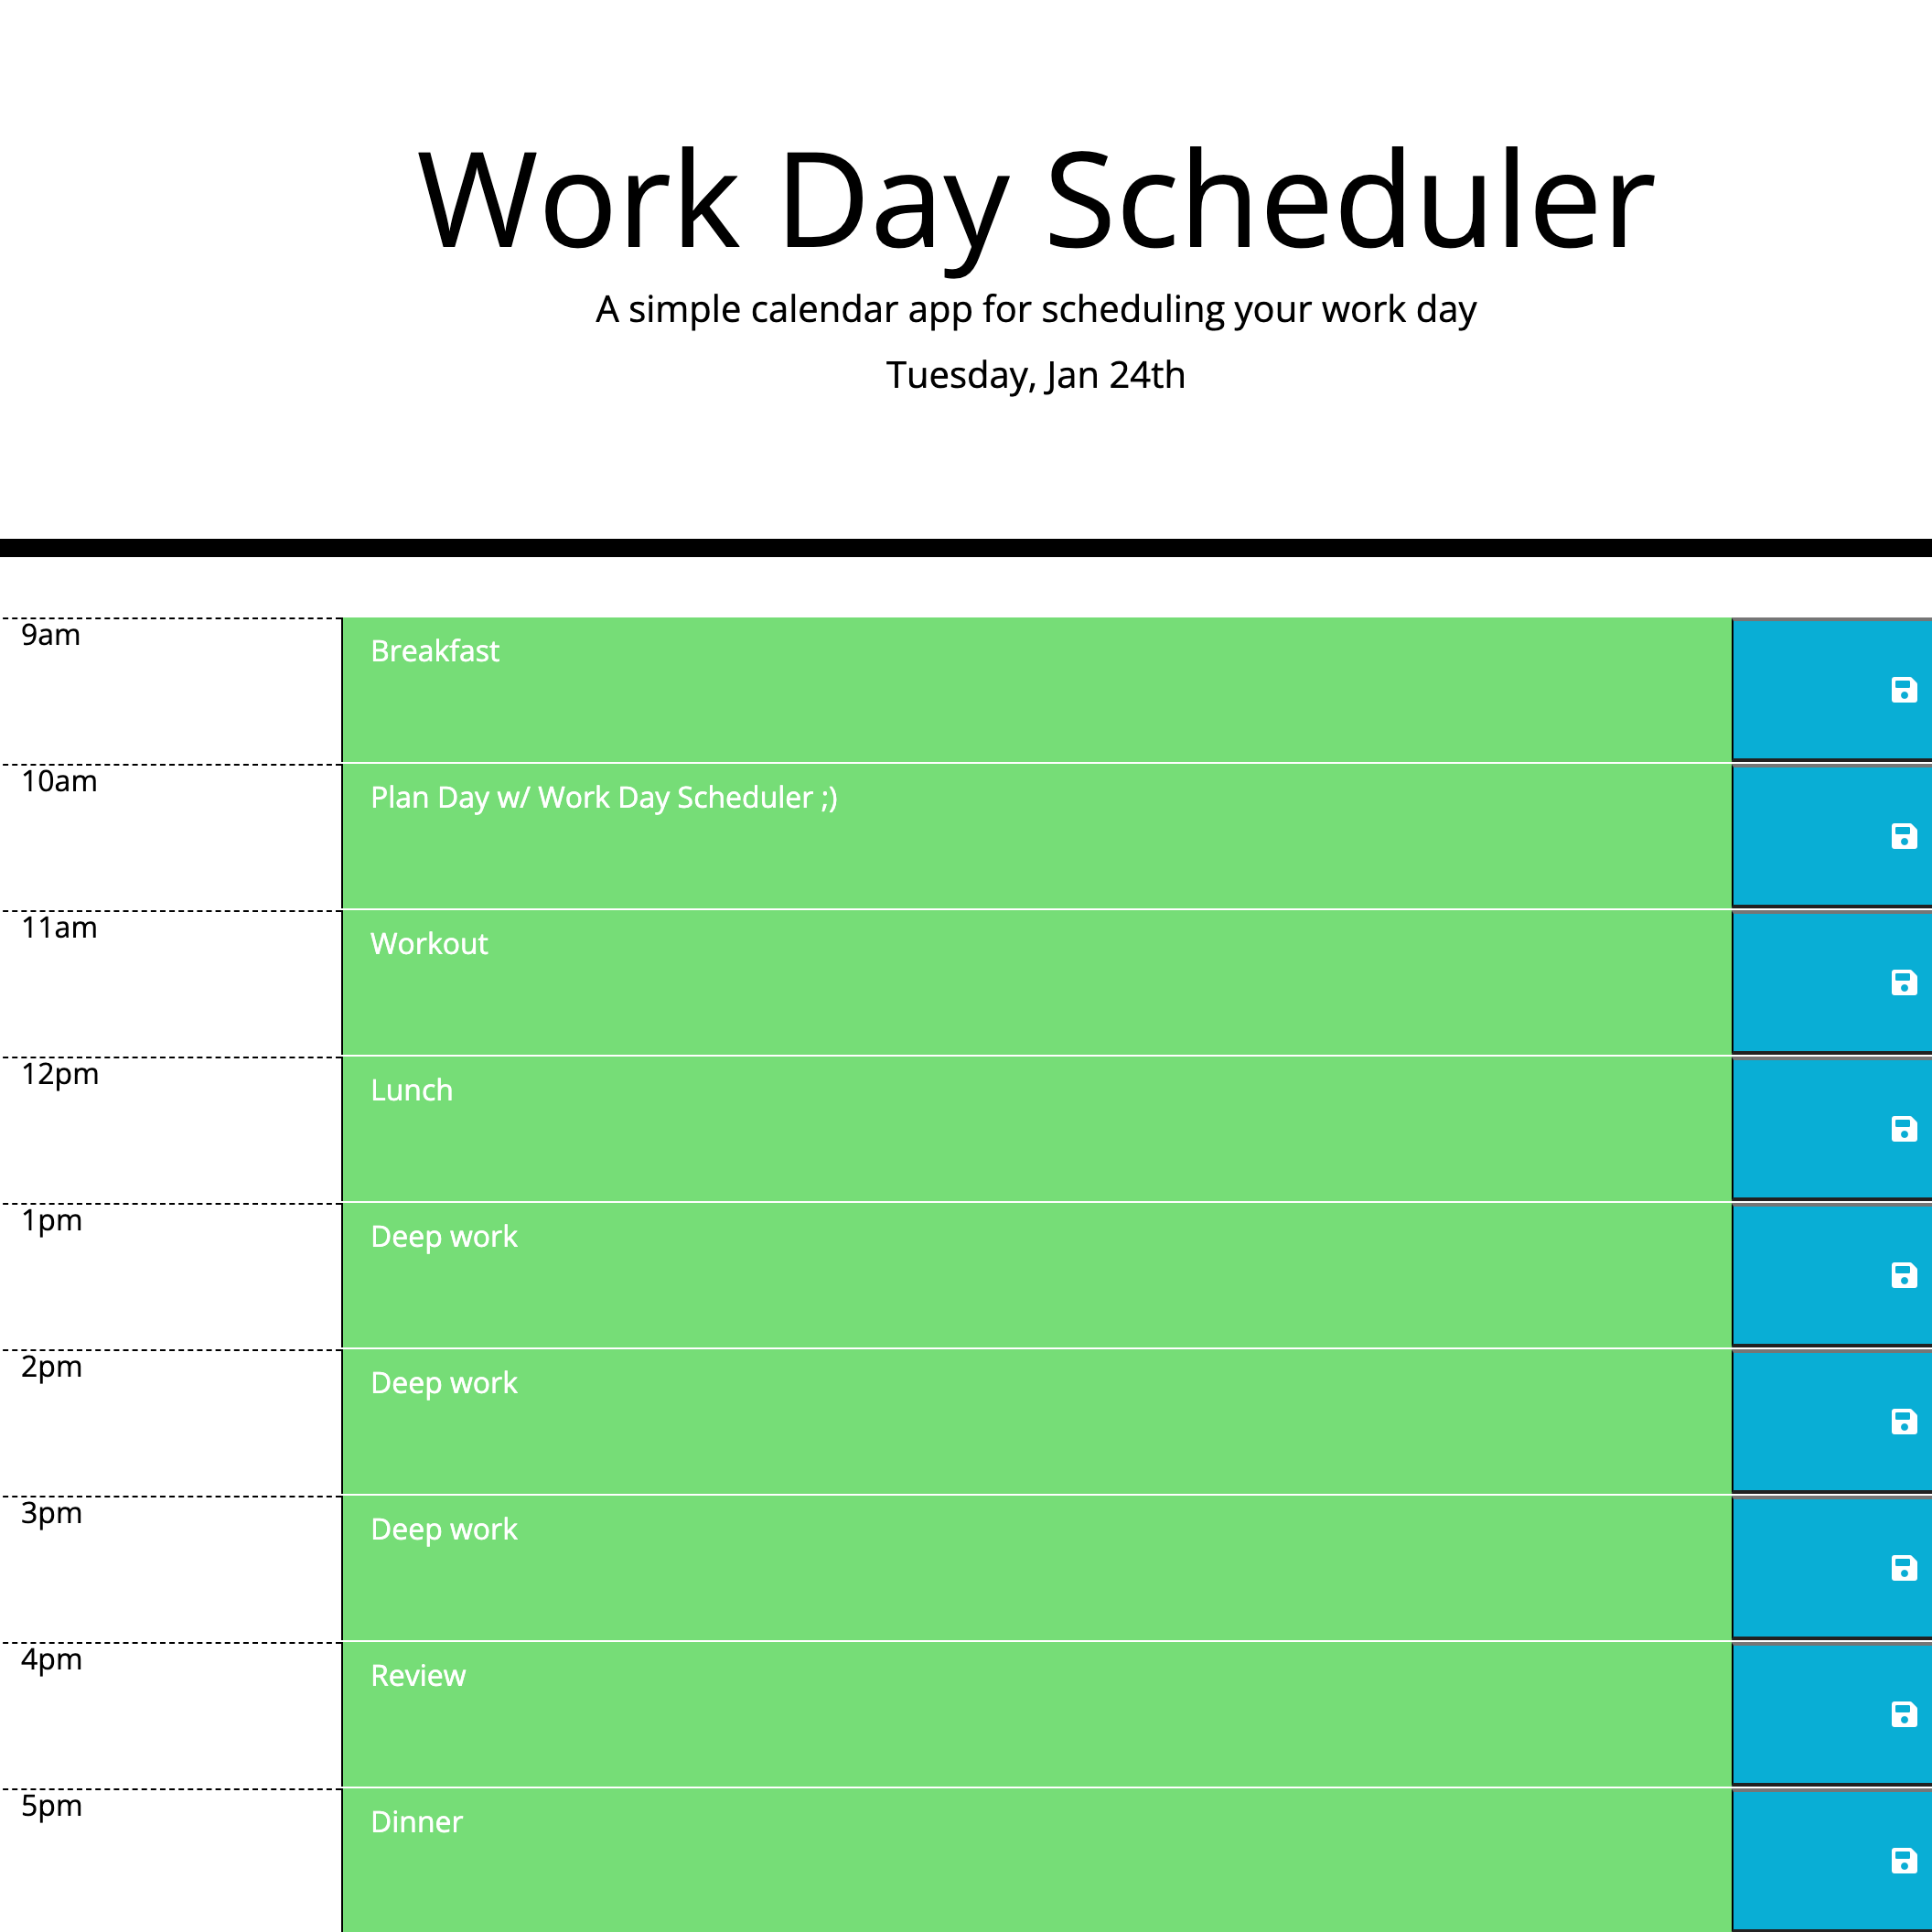 Work Day Scheduler
A simple calendar app for scheduling your work day
Tuesday, Jan 24th
9am
Breakfast
10am
Plan Day w/ Work Day Scheduler ;)
11am
Workout
12pm
Lunch
1pm
Deep work
2pm
Deep work
3pm
Deep work
4pm
Review
5pm
Dinner